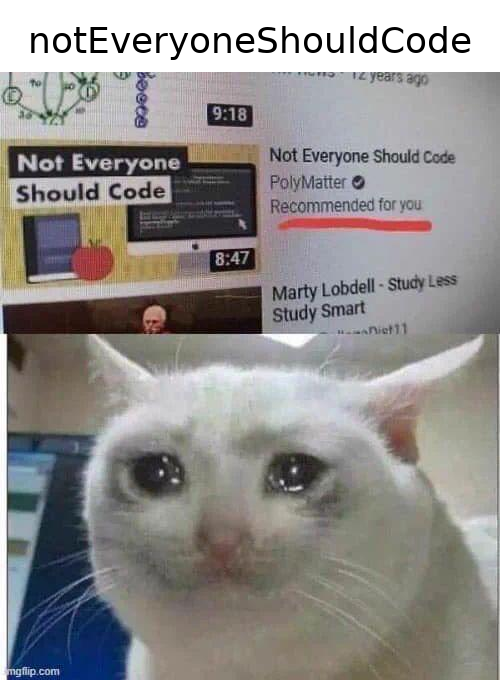 notEveryoneShouldCode
12 years ago
9:18
Not Everyone
Should Code
8:47
Not Everyone Should Code
PolyMatter
Recommended for you
Marty Lobdell - Study Less
Study Smart
mgflip.com